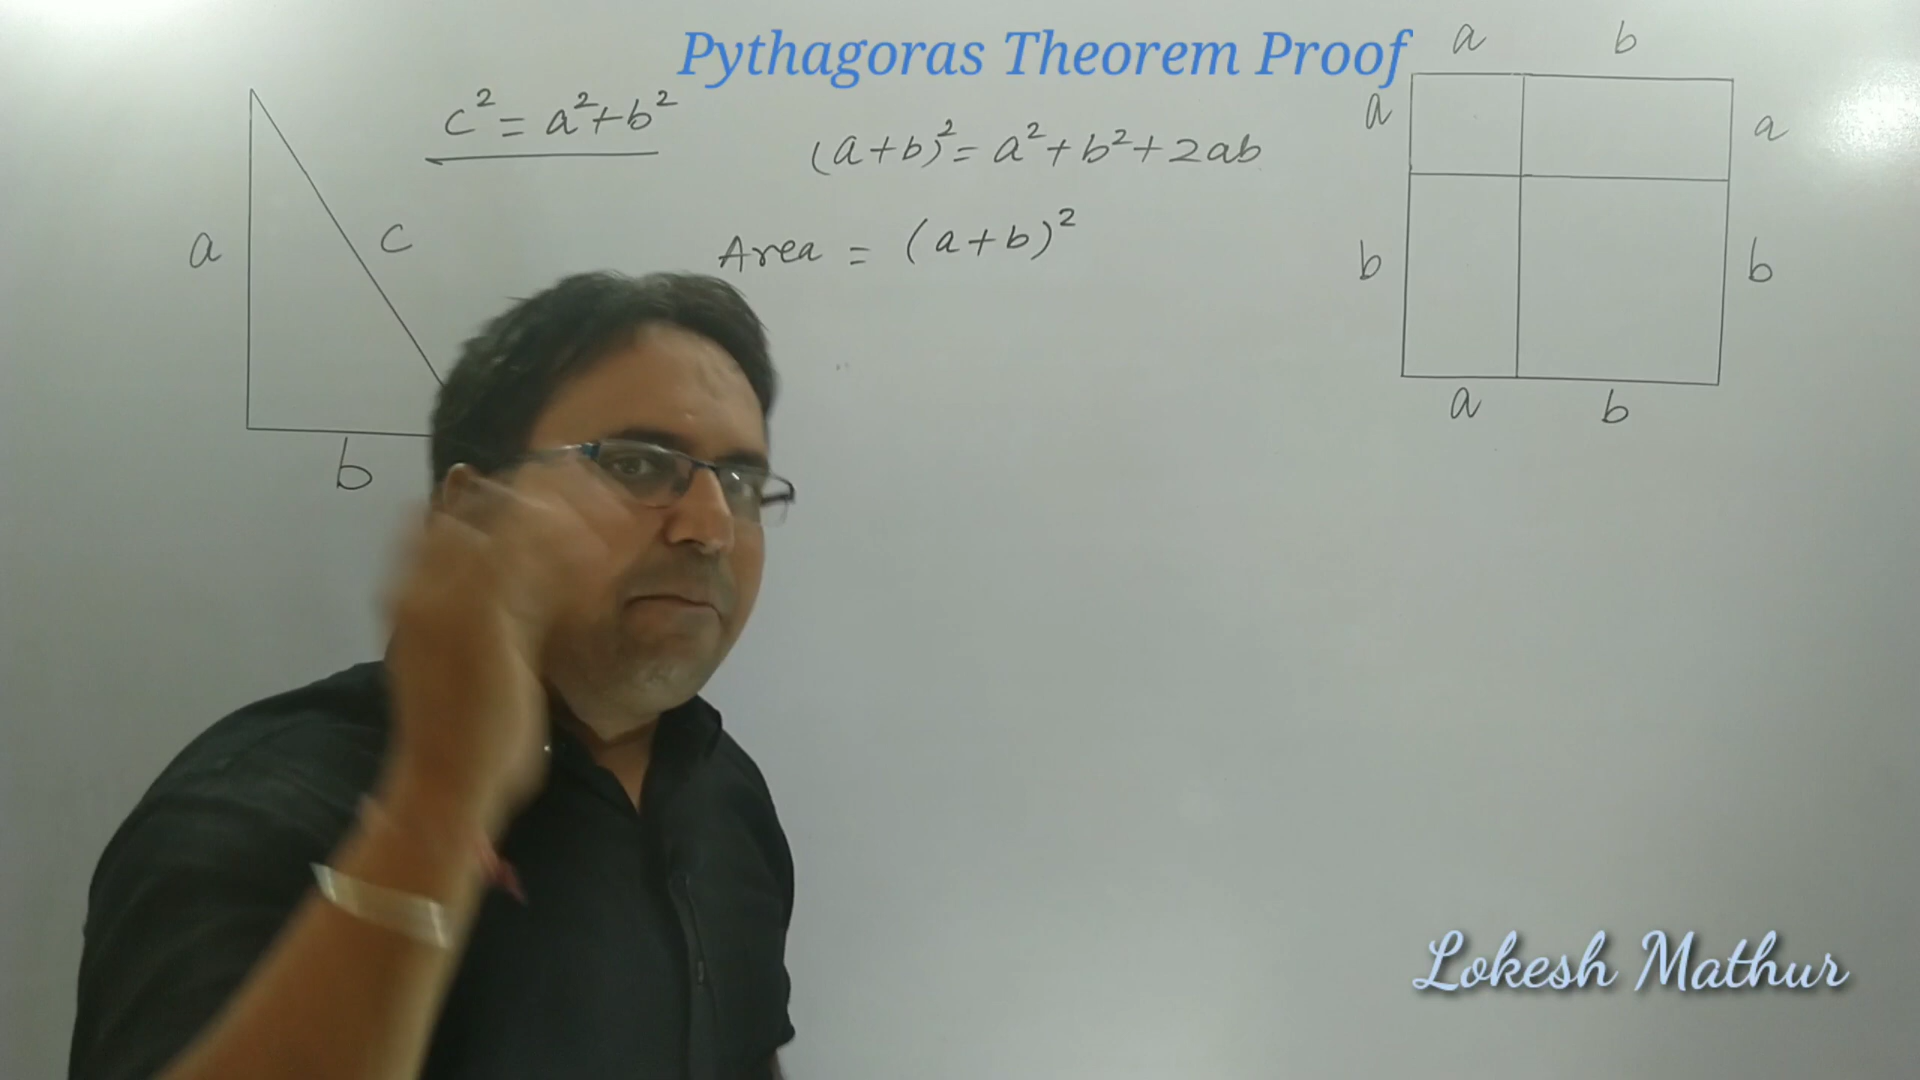 Pythagoras Theorem Proof
c² = a² + b²
(a+b)² = a² + b² + 2ab
Area = (a+b)²
a
c
b
a b
a a
b b
a b
Lokesh Mathur